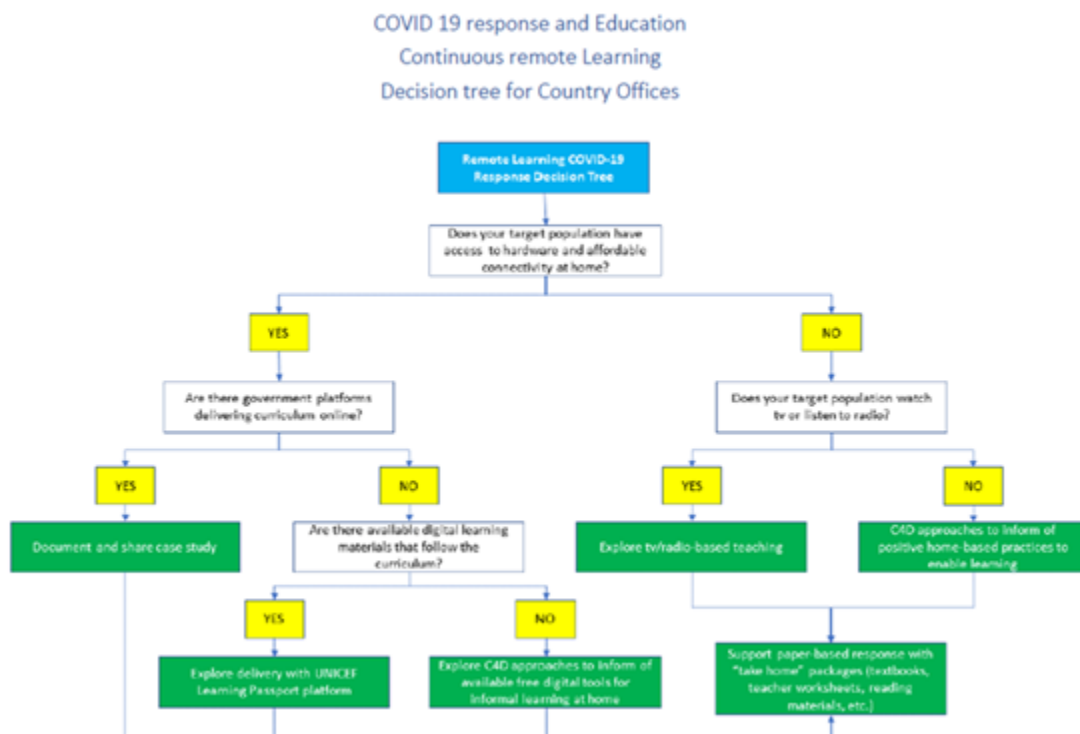 COVID 19 response and Education
Continuous remote Learning
Decision tree for Country Offices
Remote Learning COVID-19
Response Decision Tree
Does your target population have
access to hardware and affordable
connectivity at home?
YES
NO
Are there government platforms
delivering curriculum online?
Does your target population watch
tv or listen to radio?
YES
NO
YES
NO
Document and share case study
Are there available digital learning
materials that follow the
curriculum?
Explore tv/radio-based teaching
C4D approaches to inform of
positive home-based practices to
enable learning
YES
NO
Explore delivery with UNICEF
Learning Passport platform
Explore C4D approaches to inform of
available free digital tools for
informal learning at home
Support paper-based response with
"take home" packages (textbooks,
teacher worksheets, reading
materials, etc.)